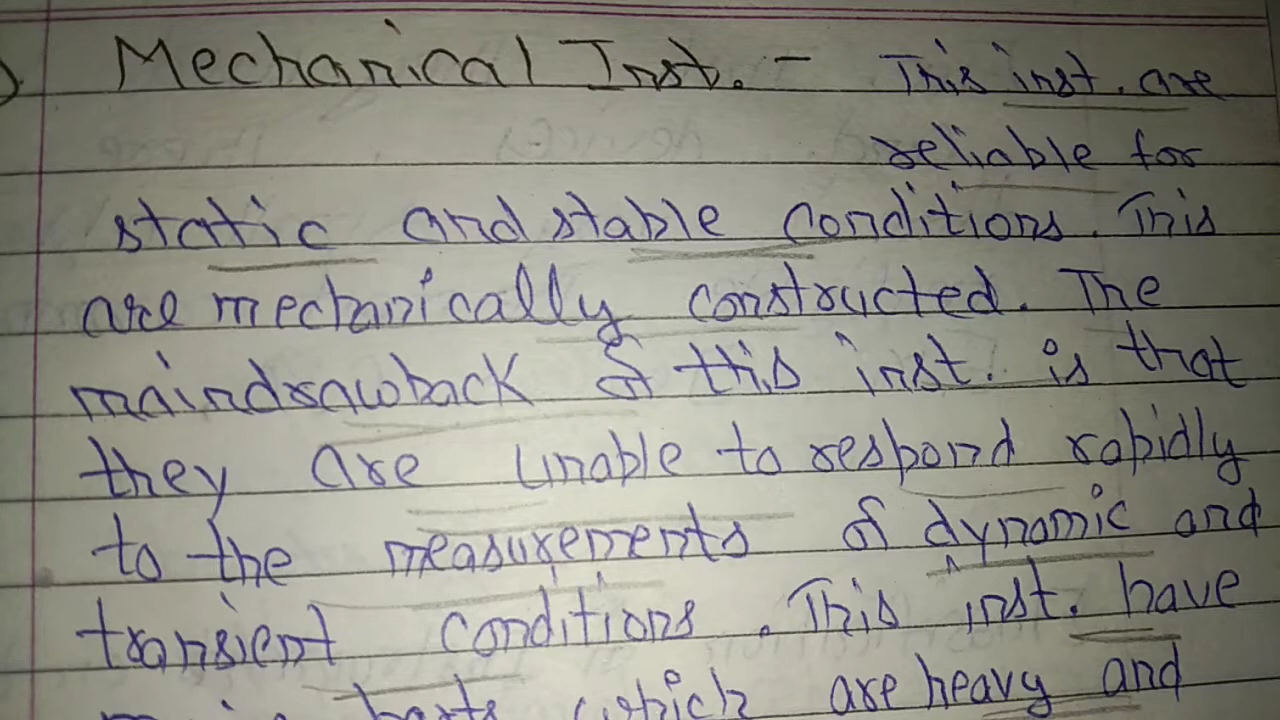 Mechanical Inst. - This inst. are
reliable for
static and stable conditions. This
are mechanically constructed. The
maindrawback of this inst. is that
they are unable to respond rapidly
to the measurements of dynamic and
transient conditions. This inst. have
parts which are heavy and